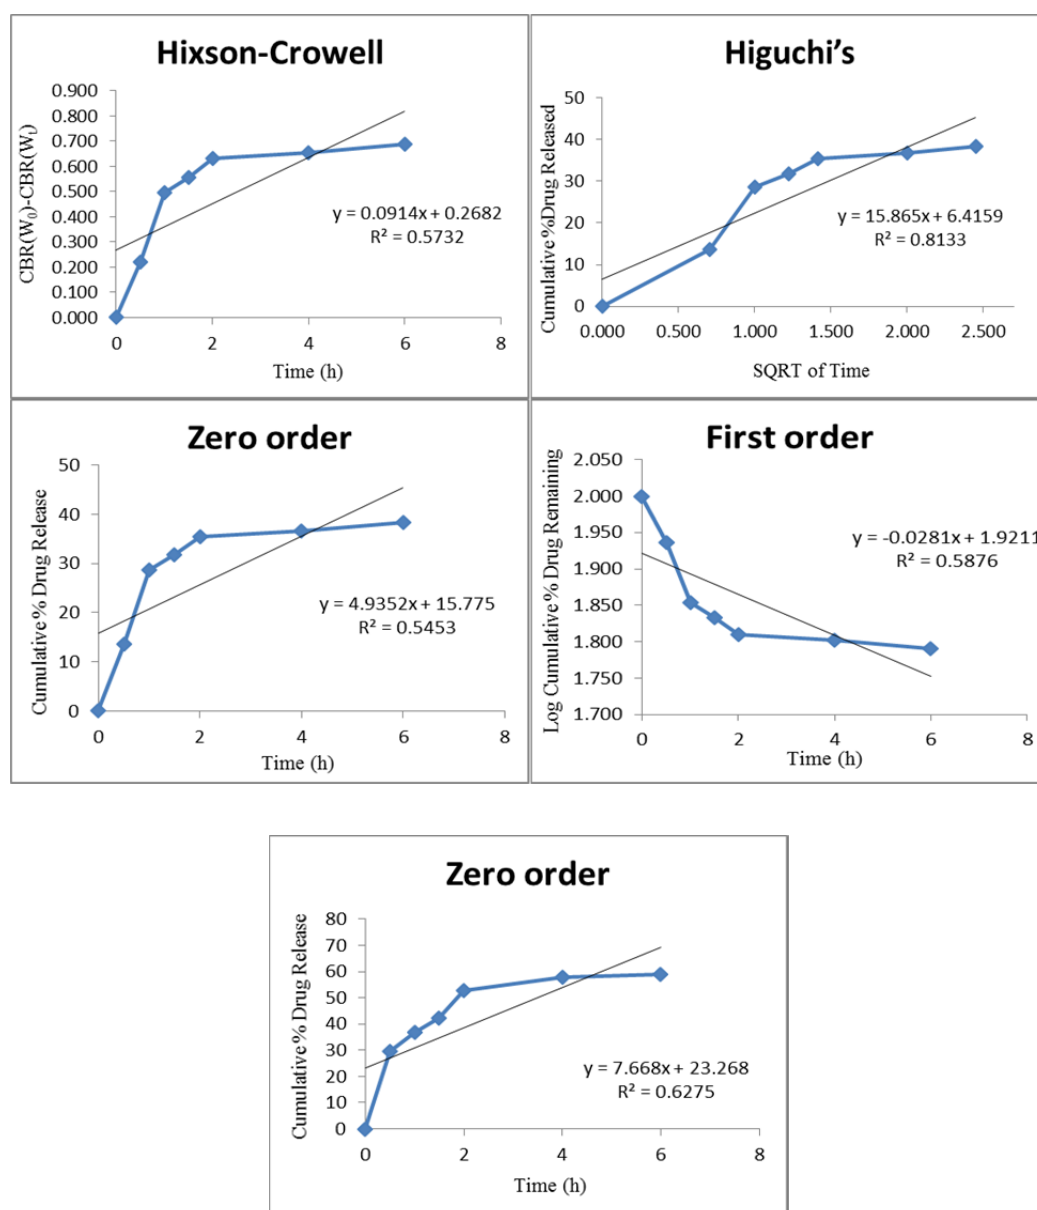 Hixson-Crowell
CBR(W0)-CBR(Wt)
0.900
0.800
0.700
0.600
0.500
0.400
0.300
0.200
0.100
0.000
y = 0.0914x + 0.2682
R² = 0.5732
0 2 4 6 8
Time (h)
Higuchi's
Cumulative %Drug Released
50
40
30
20
10
0
y = 15.865x + 6.4159
R² = 0.8133
0.000 0.500 1.000 1.500 2.000 2.500
SQRT of Time
Zero order
Cumulative % Drug Release
50
40
30
20
10
0
y = 4.9352x + 15.775
R² = 0.5453
0 2 4 6 8
Time (h)
First order
Log Cumulative % Drug Remaining
2.050
2.000
1.950
1.900
1.850
1.800
1.750
1.700
y = -0.0281x + 1.9211
R² = 0.5876
0 2 4 6 8
Time (h)
Zero order
Cumulative % Drug Release
80
70
60
50
40
30
20
10
0
y = 7.668x + 23.268
R² = 0.6275
0 2 4 6 8
Time (h)